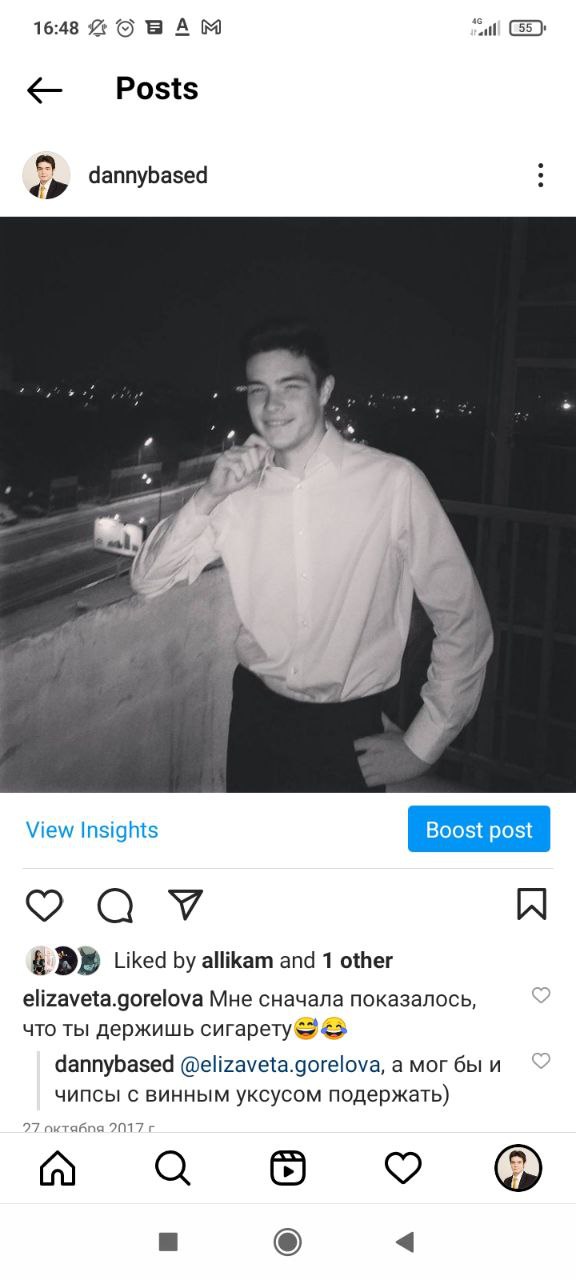 16:48
4G
55
Posts
dannybased
View Insights
Boost post
Liked by allikam and 1 other
elizaveta.gorelova Мне сначала показалось,
что ты держишь сигарету😅😂
dannybased @elizaveta.gorelova, а мог бы и
чипсы с винным уксусом подержать)
27 октября 2017 г.